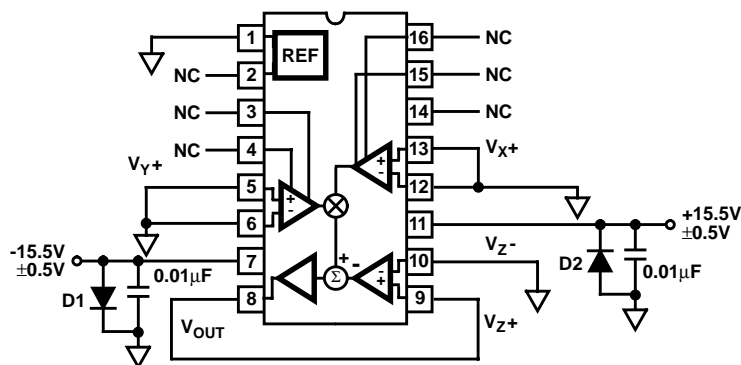 1
REF
16
NC
NC
2
15
NC
NC
3
14
NC
NC
4
+
-
13
VX+
VY+
5
+
-
12
6
11
+15.5V
±0.5V
-15.5V
±0.5V
0.01μF
7
+
-
Σ
-
+
10
VZ-
D2
0.01μF
D1
8
9
VOUT
VZ+